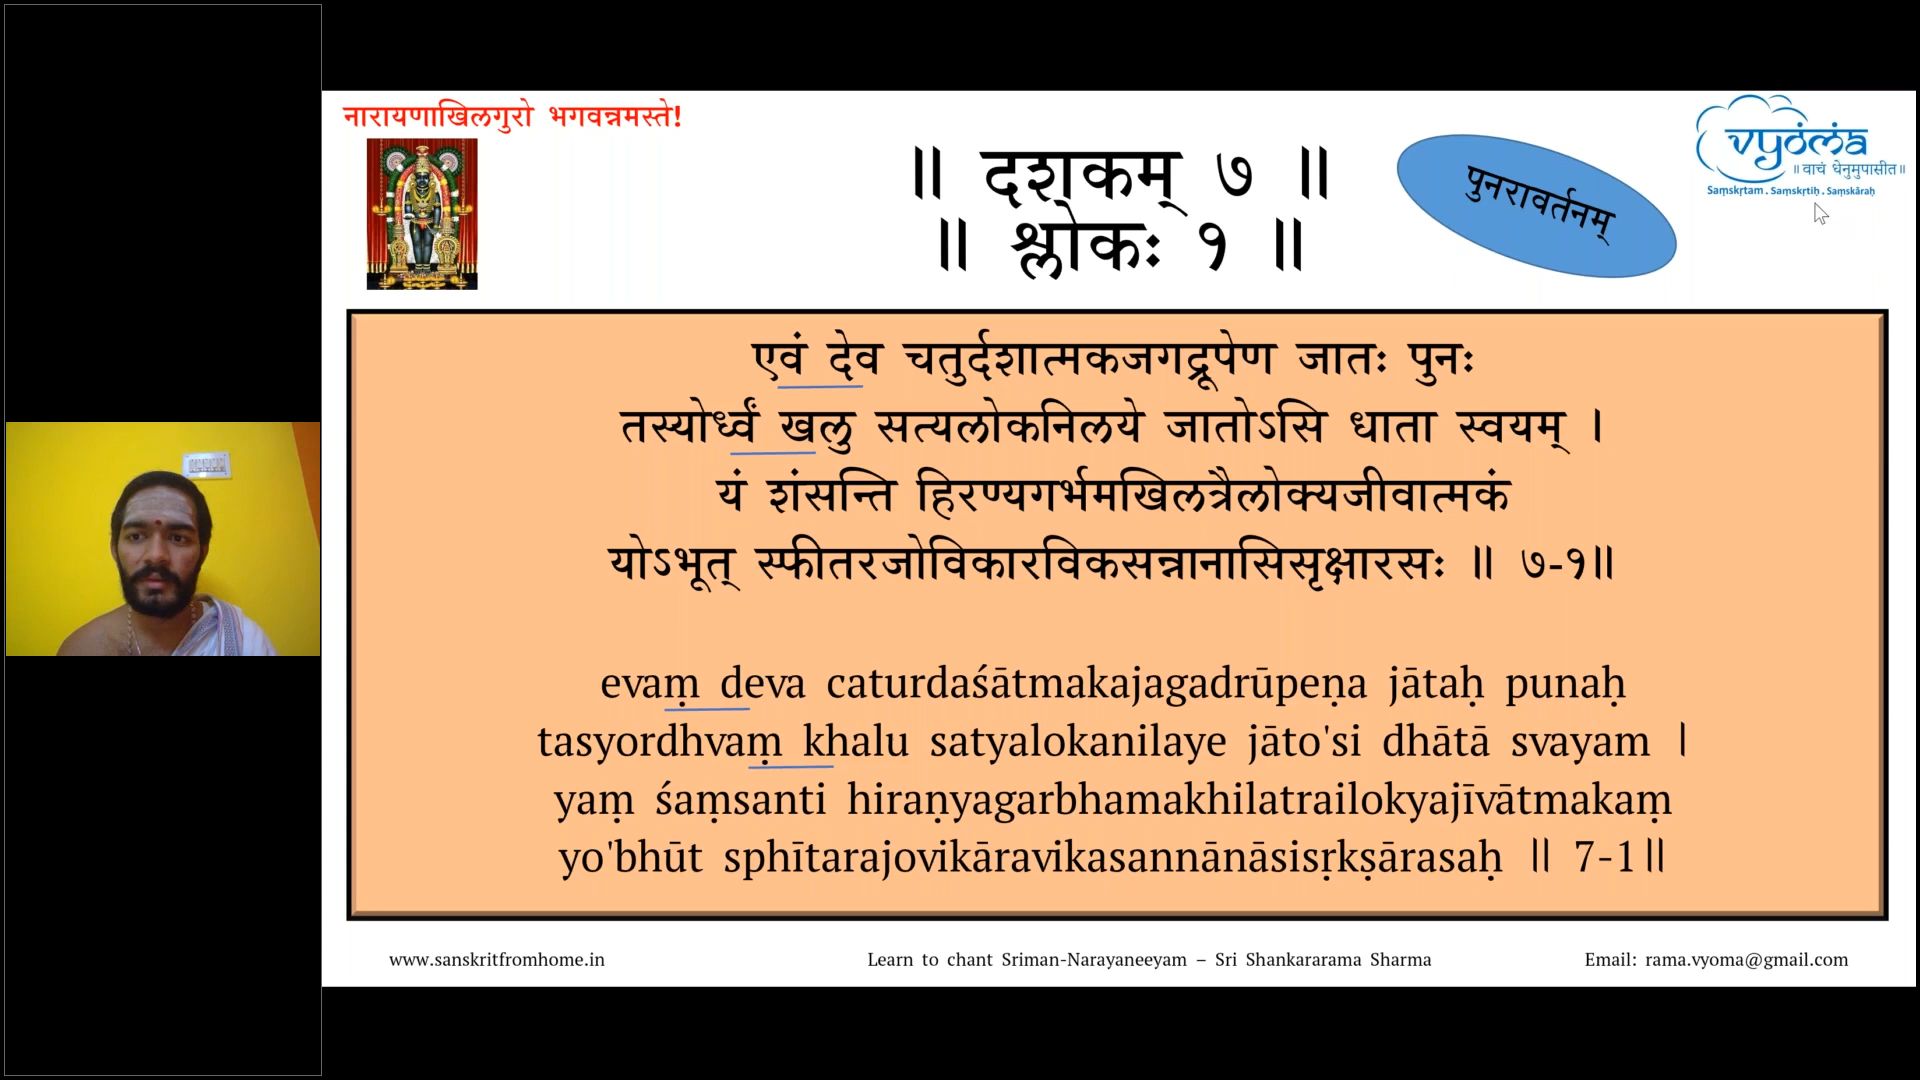 नारायणाखिलगुरो भगवन्नमस्ते!
॥ दशकम् ७ ॥
॥ श्लोकः १ ॥
पुनरावर्तनम्
vyoma
॥ वाचं धेनुमुपासीत॥
Saṃskṛtam . Saṃskṛtiḥ . Saṃskāraḥ
एवं देव चतुर्दशात्मकजगद्रूपेण जातः पुनः
तस्योर्ध्वं खलु सत्यलोकनिलये जातोऽसि धाता स्वयम् ।
यं शंसन्ति हिरण्यगर्भमखिलत्रैलोक्यजीवात्मकं
योऽभूत् स्फीतरजोविकारविकसन्नानासिसृक्षारसः ॥ ७-१॥
evaṃ deva caturdaśātmakajagadrūpeṇa jātaḥ punaḥ
tasyordhvaṃ khalu satyalokanilaye jāto'si dhātā svayam |
yaṃ śaṃsanti hiraṇyagarbhamakhilatrailokyajīvātmakaṃ
yo'bhūt sphītarajovikāravikasannānāsisṛkṣārasaḥ || 7-1||
www.sanskritfromhome.in
Learn to chant Sriman-Narayaneeyam – Sri Shankararama Sharma
Email: rama.vyoma@gmail.com